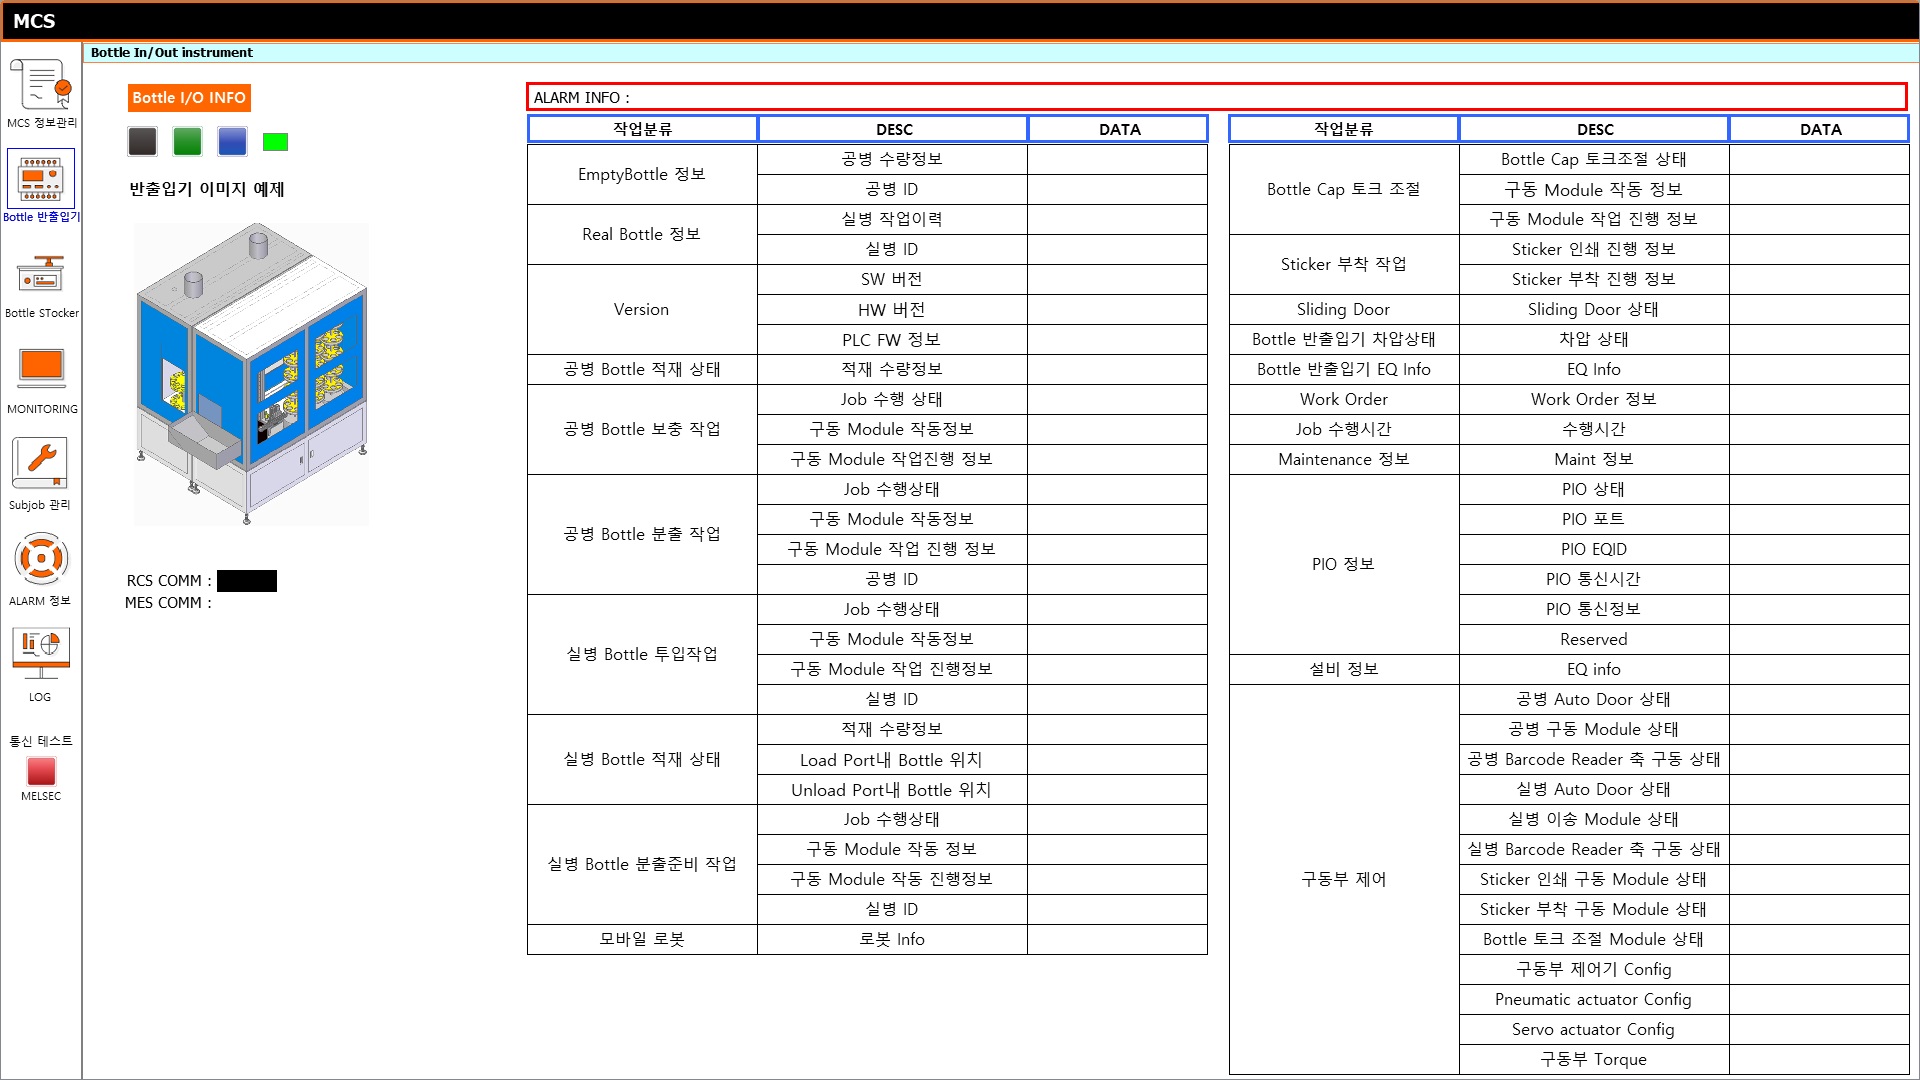 MCS
Bottle In/Out instrument
MCS 정보관리
Bottle 반출입기
Bottle STocker
MONITORING
Subjob 관리
ALARM 정보
LOG
통신 테스트
MELSEC
Bottle I/O INFO
반출입기 이미지 예제
RCS COMM :
MES COMM :
ALARM INFO :
작업분류 DESC DATA
EmptyBottle 정보
공병 수량정보
공병 ID
Real Bottle 정보
실병 작업이력
실병 ID
Version
SW 버전
HW 버전
PLC FW 정보
공병 Bottle 적재 상태
적재 수량정보
공병 Bottle 보충 작업
Job 수행 상태
구동 Module 작동정보
구동 Module 작업진행 정보
공병 Bottle 분출 작업
Job 수행상태
구동 Module 작동정보
구동 Module 작업 진행 정보
공병 ID
실병 Bottle 투입작업
Job 수행상태
구동 Module 작동정보
구동 Module 작업 진행정보
실병 ID
실병 Bottle 적재 상태
적재 수량정보
Load Port내 Bottle 위치
Unload Port내 Bottle 위치
실병 Bottle 분출준비 작업
Job 수행상태
구동 Module 작동 정보
구동 Module 작동 진행정보
실병 ID
모바일 로봇
로봇 Info
작업분류 DESC DATA
Bottle Cap 토크 조절
Bottle Cap 토크조절 상태
구동 Module 작동 정보
구동 Module 작업 진행 정보
Sticker 부착 작업
Sticker 인쇄 진행 정보
Sticker 부착 진행 정보
Sliding Door
Sliding Door 상태
Bottle 반출입기 차압상태
차압 상태
Bottle 반출입기 EQ Info
EQ Info
Work Order
Work Order 정보
Job 수행시간
수행시간
Maintenance 정보
Maint 정보
PIO 정보
PIO 상태
PIO 포트
PIO EQID
PIO 통신시간
PIO 통신정보
Reserved
설비 정보
EQ info
구동부 제어
공병 Auto Door 상태
공병 구동 Module 상태
공병 Barcode Reader 축 구동 상태
실병 Auto Door 상태
실병 이송 Module 상태
실병 Barcode Reader 축 구동 상태
Sticker 인쇄 구동 Module 상태
Sticker 부착 구동 Module 상태
Bottle 토크 조절 Module 상태
구동부 제어기 Config
Pneumatic actuator Config
Servo actuator Config
구동부 Torque